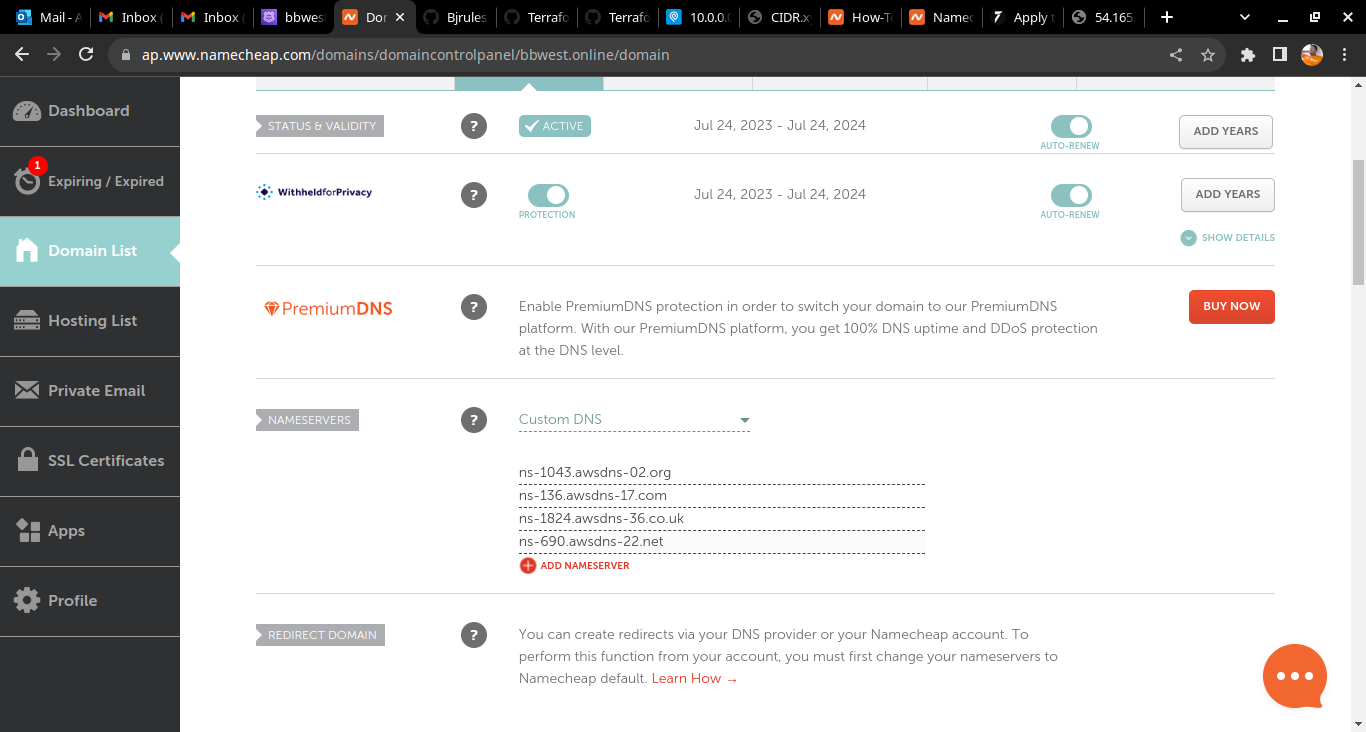 Mail - A
Inbox (
Inbox (
bbwes
Dor
Bjrules
Terrafo
Terrafo
10.0.0.0
CIDR.x
How-To
Namec
Apply t
54.165.
ap.www.namecheap.com/domains/domaincontrolpanel/bbwest.online/domain
Dashboard
1
Expiring / Expired
Domain List
Hosting List
Private Email
SSL Certificates
Apps
Profile
STATUS & VALIDITY
?
ACTIVE
Jul 24, 2023 - Jul 24, 2024
AUTO-RENEW
ADD YEARS
WithheldforPrivacy
?
PROTECTION
Jul 24, 2023 - Jul 24, 2024
AUTO-RENEW
ADD YEARS
SHOW DETAILS
PremiumDNS
?
Enable PremiumDNS protection in order to switch your domain to our PremiumDNS
platform. With our PremiumDNS platform, you get 100% DNS uptime and DDoS protection
at the DNS level.
BUY NOW
NAMESERVERS
?
Custom DNS
ns-1043.awsdns-02.org
ns-136.awsdns-17.com
ns-1824.awsdns-36.co.uk
ns-690.awsdns-22.net
ADD NAMESERVER
REDIRECT DOMAIN
?
You can create redirects via your DNS provider or your Namecheap account. To
perform this function from your account, you must first change your nameservers to
Namecheap default. Learn How →